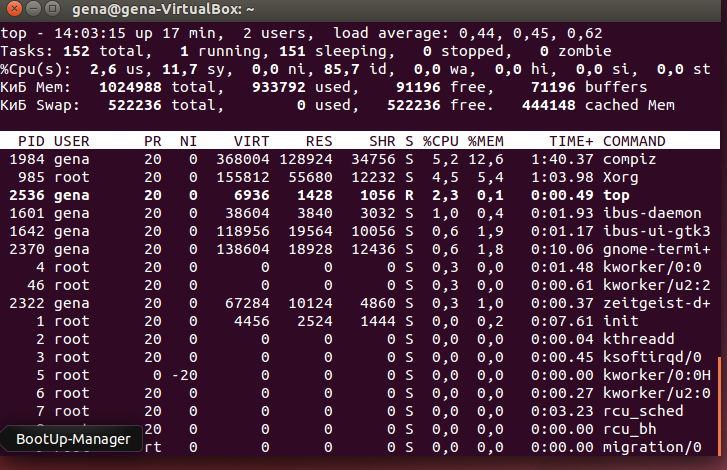 gena@gena-VirtualBox: ~
top - 14:03:15 up 17 min,  2 users,  load average: 0,44, 0,45, 0,62
Tasks: 152 total,   1 running, 151 sleeping,   0 stopped,   0 zombie
%Cpu(s):  2,6 us, 11,7 sy,  0,0 ni, 85,7 id,  0,0 wa,  0,0 hi,  0,0 si,  0,0 st
КиБ Mem:   1024988 total,   933792 used,    91196 free,    71196 buffers
КиБ Swap:   522236 total,        0 used,   522236 free.   444148 cached Mem
PID USER PR NI VIRT RES SHR S %CPU %MEM TIME+ COMMAND
1984 gena 20 0 368004 128924 34756 S 5,2 12,6 1:40.37 compiz
985 root 20 0 155812 55680 12232 S 4,5 5,4 1:03.98 Xorg
2536 gena 20 0 6936 1428 1056 R 2,3 0,1 0:00.49 top
1601 gena 20 0 38604 3840 3032 S 1,0 0,4 0:01.93 ibus-daemon
1642 gena 20 0 118956 19564 10056 S 0,6 1,9 0:01.17 ibus-ui-gtk3
2370 gena 20 0 138604 18928 12436 S 0,6 1,8 0:10.06 gnome-termi+
4 root 20 0 0 0 0 S 0,3 0,0 0:01.48 kworker/0:0
46 root 20 0 0 0 0 S 0,3 0,0 0:00.61 kworker/u2:2
2322 gena 20 0 67284 10124 4860 S 0,3 1,0 0:00.37 zeitgeist-d+
1 root 20 0 4456 2524 1444 S 0,0 0,2 0:07.61 init
2 root 20 0 0 0 0 S 0,0 0,0 0:00.04 kthreadd
3 root 20 0 0 0 0 S 0,0 0,0 0:00.45 ksoftirqd/0
5 root 0 -20 0 0 0 S 0,0 0,0 0:00.00 kworker/0:0H
6 root 20 0 0 0 0 S 0,0 0,0 0:00.27 kworker/u2:0
7 root 20 0 0 0 0 S 0,0 0,0 0:03.23 rcu_sched
20 0 0 0 0 S 0,0 0,0 0:00.00 rcu_bh
BootUp-Manager
rt 0 0 0 0 S 0,0 0,0 0:00.00 migration/0